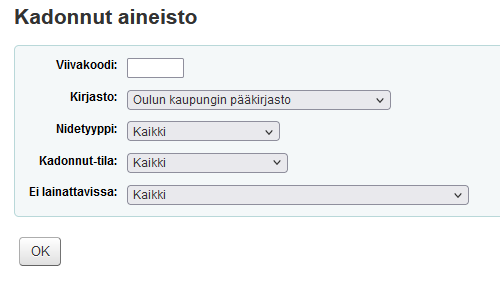 Kadonnut aineisto
Viivakoodi:
Kirjasto: Oulun kaupungin pääkirjasto
Nidetyyppi: Kaikki
Kadonnut-tila: Kaikki
Ei lainattavissa: Kaikki
OK